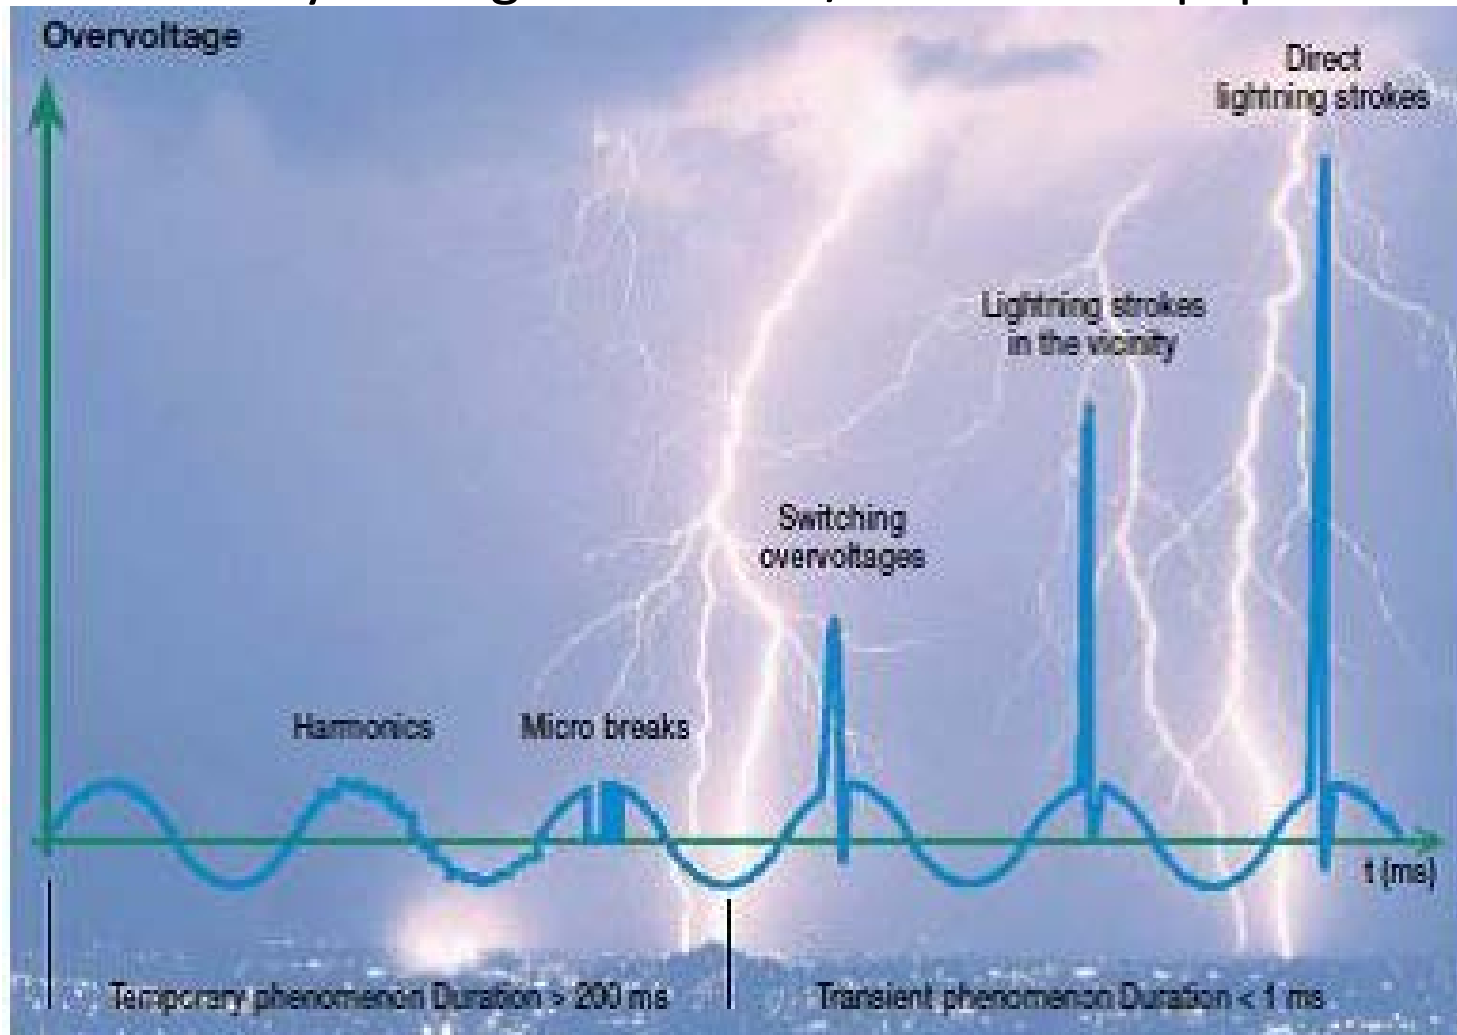 Overvoltage
Direct
lightning strokes
Lightning strokes
in the vicinity
Switching
overvoltages
Harmonics
Micro breaks
t (ms)
Temporary phenomenon Duration > 200 ms
Transient phenomenon Duration < 1 ms